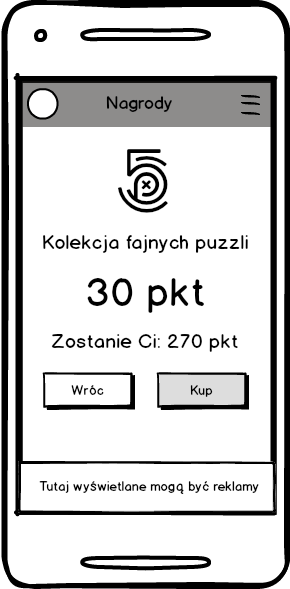 Nagrody
Kolekcja fajnych puzzli
30 pkt
Zostanie Ci: 270 pkt
Wróc
Kup
Tutaj wyświetlane mogą być reklamy